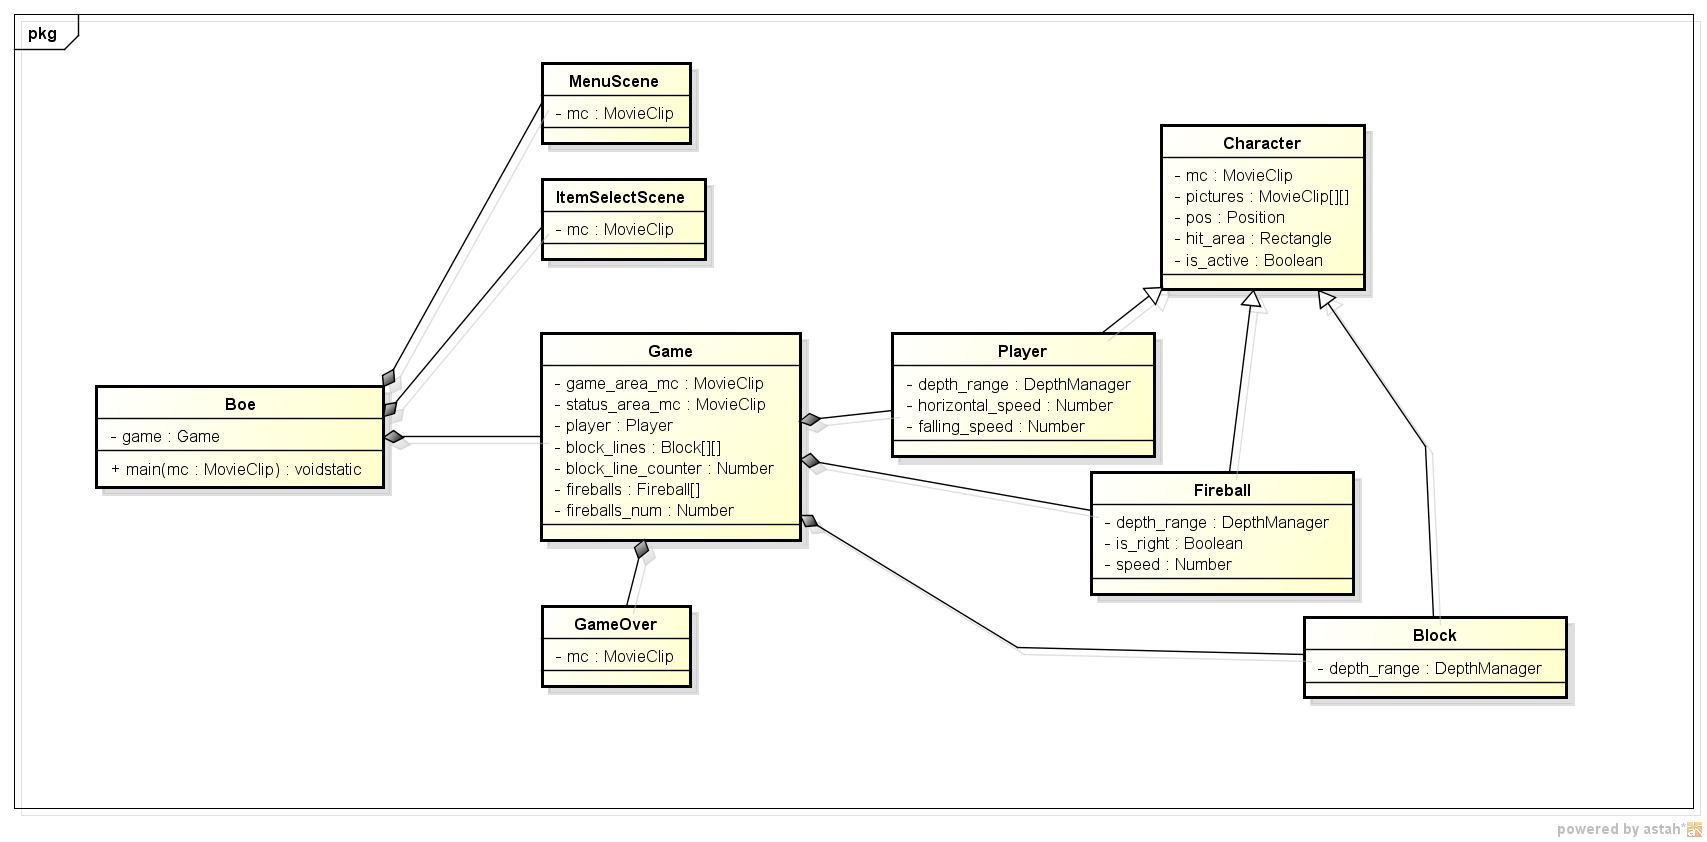 pkg
MenuScene
- mc : MovieClip
ItemSelectScene
- mc : MovieClip
Character
- mc : MovieClip
- pictures : MovieClip[][]
- pos : Position
- hit_area : Rectangle
- is_active : Boolean
Boe
- game : Game
+ main(mc : MovieClip) : voidstatic
Game
- game_area_mc : MovieClip
- status_area_mc : MovieClip
- player : Player
- block_lines : Block[][]
- block_line_counter : Number
- fireballs : Fireball[]
- fireballs_num : Number
Player
- depth_range : DepthManager
- horizontal_speed : Number
- falling_speed : Number
Fireball
- depth_range : DepthManager
- is_right : Boolean
- speed : Number
GameOver
- mc : MovieClip
Block
- depth_range : DepthManager
powered by astah*